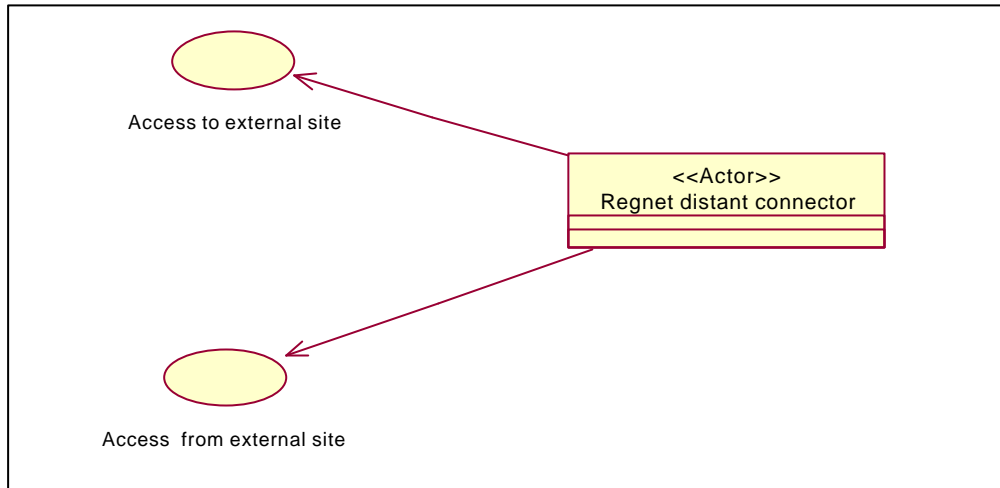 Access to external site
<<Actor>>
Regnet distant connector
Access from external site